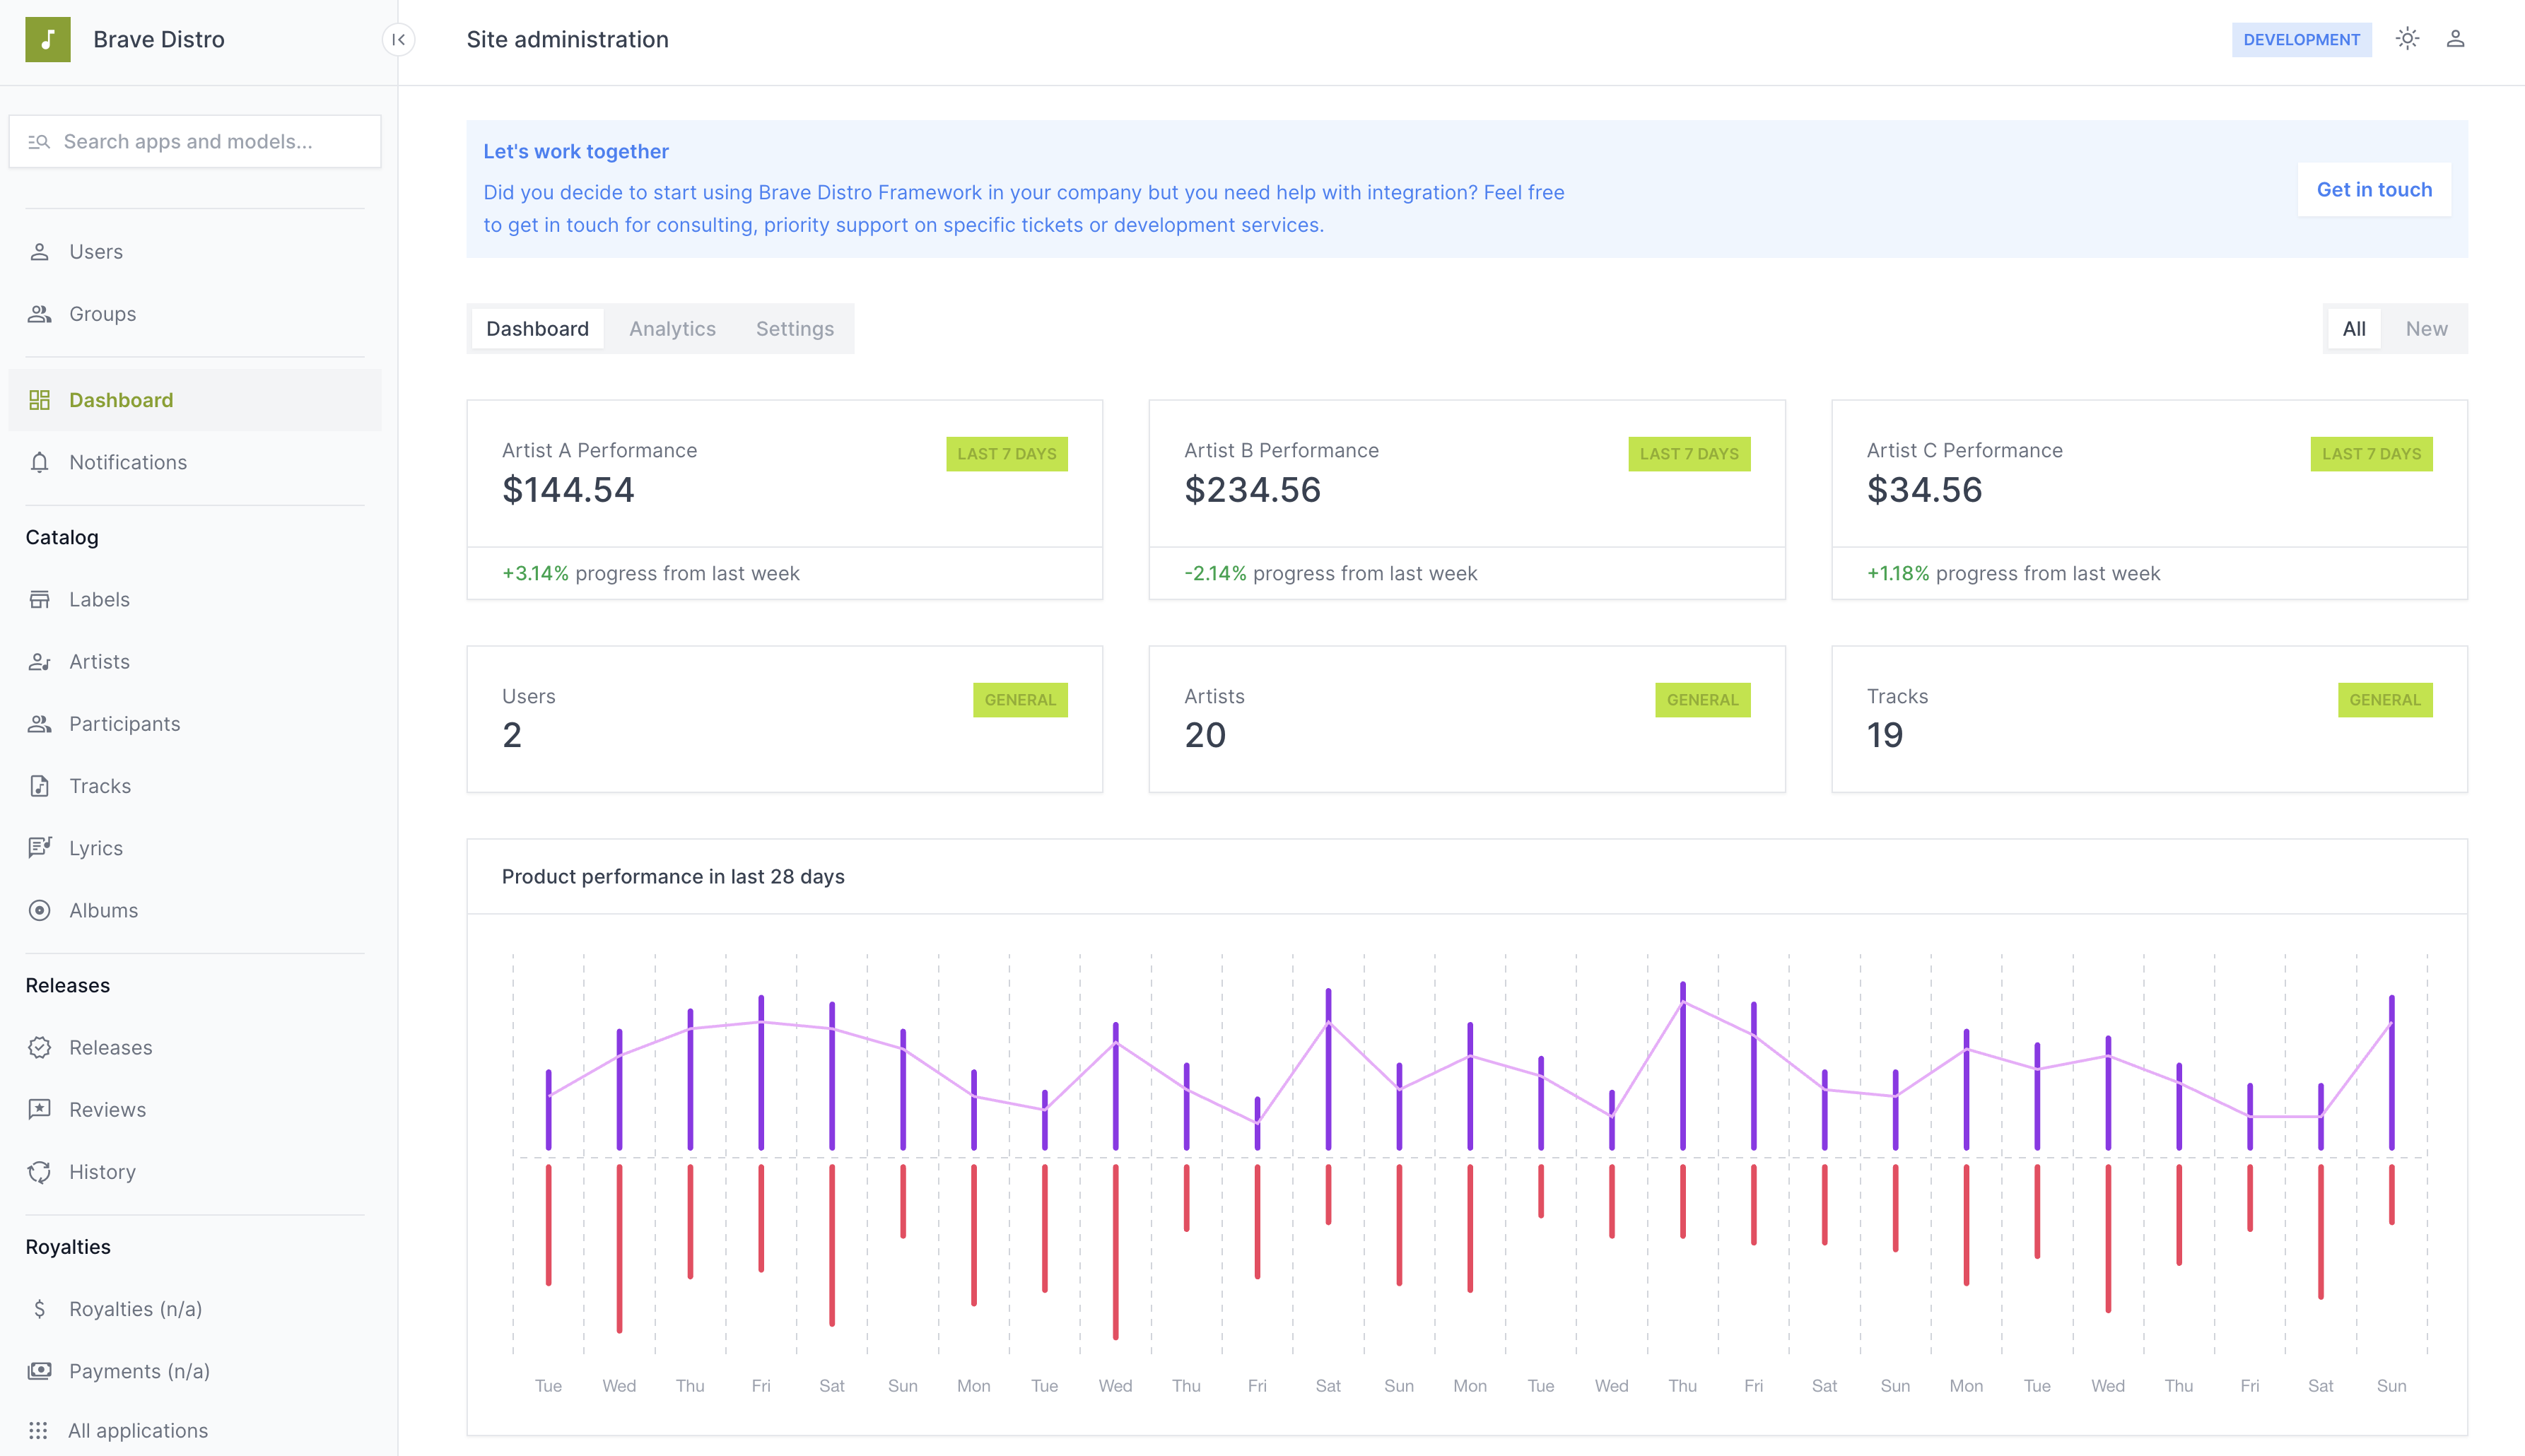 Brave Distro
Site administration
DEVELOPMENT
Search apps and models...
Users
Groups
Dashboard
Notifications
Catalog
Labels
Artists
Participants
Tracks
Lyrics
Albums
Releases
Releases
Reviews
History
Royalties
Royalties (n/a)
Payments (n/a)
All applications
Let's work together
Did you decide to start using Brave Distro Framework in your company but you need help with integration? Feel free
to get in touch for consulting, priority support on specific tickets or development services.
Get in touch
Dashboard Analytics Settings
All New
Artist A Performance
LAST 7 DAYS
$144.54
+3.14% progress from last week
Artist B Performance
LAST 7 DAYS
$234.56
-2.14% progress from last week
Artist C Performance
LAST 7 DAYS
$34.56
+1.18% progress from last week
Users
GENERAL
2
Artists
GENERAL
20
Tracks
GENERAL
19
Product performance in last 28 days
Tue Wed Thu Fri Sat Sun Mon Tue Wed Thu Fri Sat Sun Mon Tue Wed Thu Fri Sat Sun Mon Tue Wed Thu Fri Sat Sun